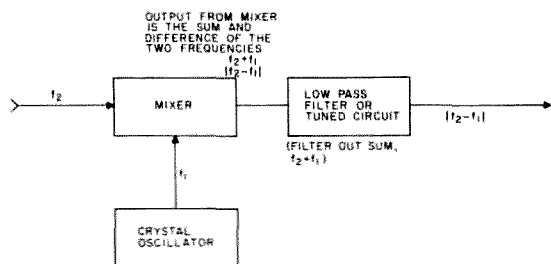 OUTPUT FROM MIXER
IS THE SUM AND
DIFFERENCE OF THE
TWO FREQUENCIES
f₂+f₁
|f₂-f₁|
f₂
MIXER
LOW PASS
FILTER OR
TUNED CIRCUIT
|f₂-f₁|
(FILTER OUT SUM,
f₂+f₁)
f₁
CRYSTAL
OSCILLATOR